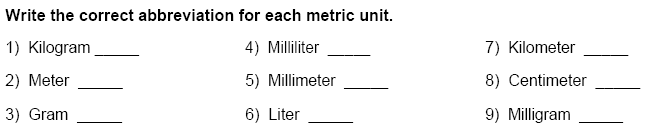 Write the correct abbreviation for each metric unit.
1) Kilogram _____ 4) Milliliter _____ 7) Kilometer _____
2) Meter _____ 5) Millimeter _____ 8) Centimeter _____
3) Gram _____ 6) Liter _____ 9) Milligram _____